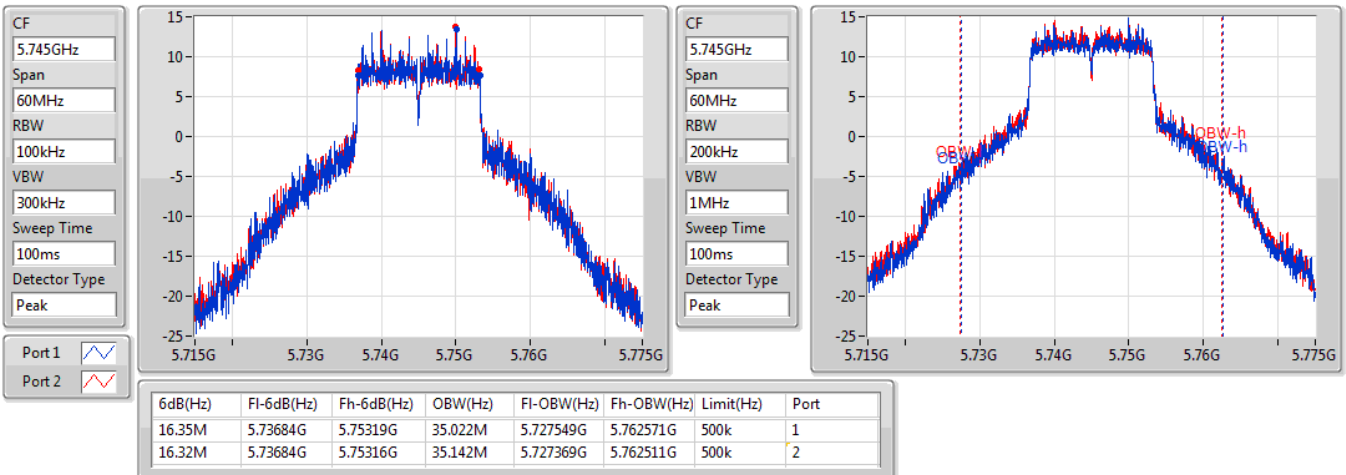 CF
5.745GHz
Span
60MHz
RBW
100kHz
VBW
300kHz
Sweep Time
100ms
Detector Type
Peak
Port 1
Port 2
15
10
5
0
-5
-10
-15
-20
-25
5.715G 5.73G 5.74G 5.75G 5.76G 5.775G
CF
5.745GHz
Span
60MHz
RBW
200kHz
VBW
1MHz
Sweep Time
100ms
Detector Type
Peak
15
10
5
0
-5
-10
-15
-20
-25
OBW-h
OBW-h
5.715G 5.73G 5.74G 5.75G 5.76G 5.775G
6dB(Hz) Fl-6dB(Hz) Fh-6dB(Hz) OBW(Hz) Fl-OBW(Hz) Fh-OBW(Hz) Limit(Hz) Port
16.35M 5.73684G 5.75319G 35.022M 5.727549G 5.762571G 500k 1
16.32M 5.73684G 5.75316G 35.142M 5.727369G 5.762511G 500k 2